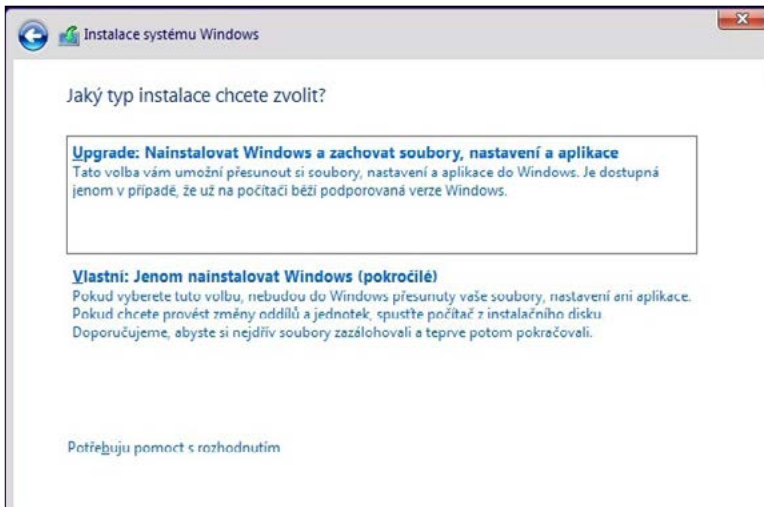 Instalace systému Windows
Jaký typ instalace chcete zvolit?
Upgrade: Nainstalovat Windows a zachovat soubory, nastavení a aplikace
Tato volba vám umožní přesunout si soubory, nastavení a aplikace do Windows. Je dostupná
jenom v případě, že už na počítači běží podporovaná verze Windows.
Vlastní: Jenom nainstalovat Windows (pokročilé)
Pokud vyberete tuto volbu, nebudou do Windows přesunuty vaše soubory, nastavení ani aplikace.
Pokud chcete provést změny oddílů a jednotek, spusťte počítač z instalačního disku.
Doporučujeme, abyste si nejdřív soubory zazálohovali a teprve potom pokračovali.
Potřebuju pomoct s rozhodnutím